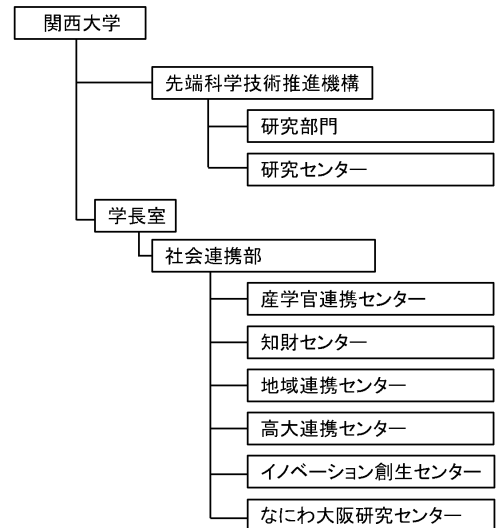 関西大学
先端科学技術推進機構
研究部門
研究センター
学長室
社会連携部
産学官連携センター
知財センター
地域連携センター
高大連携センター
イノベーション創生センター
なにわ大阪研究センター